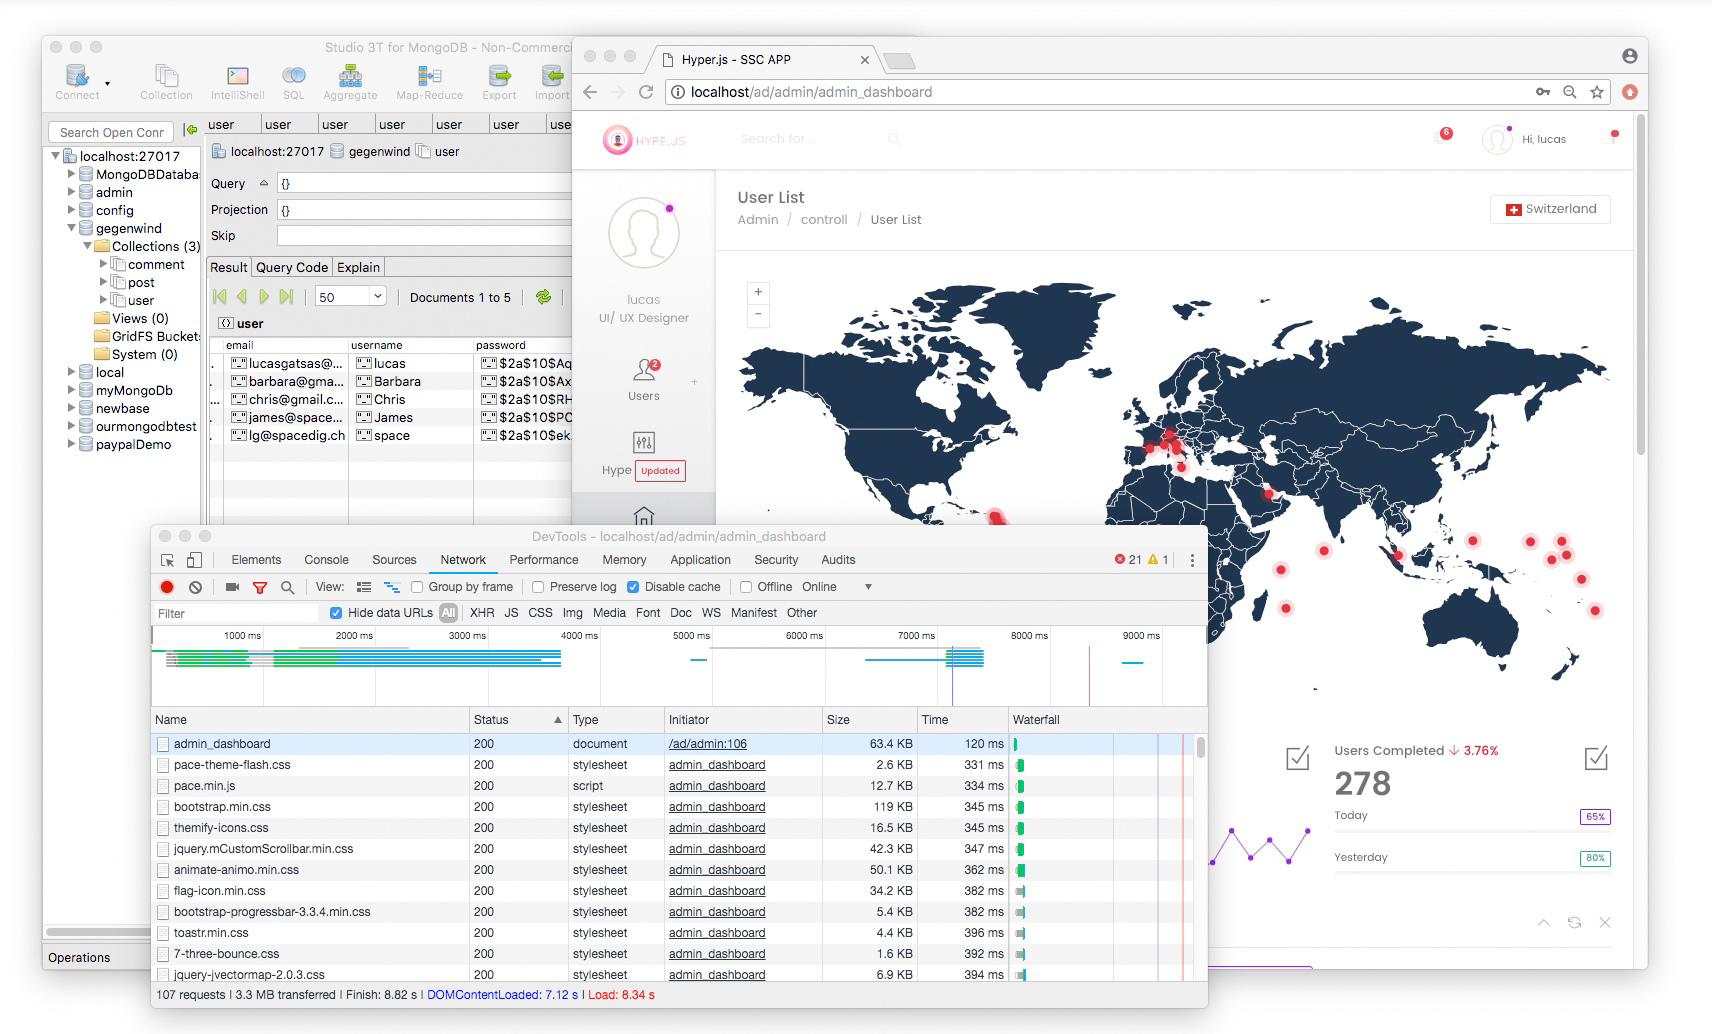 Studio 3T for MongoDB - Non-Commerci
Connect
Collection
IntelliShell
SQL
Aggregate
Map-Reduce
Export
Import
Search Open Conr
localhost:27017
MongoDBDataba
admin
config
gegenwind
Collections (3)
comment
post
user
Views (0)
GridFS Bucket
System (0)
local
myMongoDb
newbase
ourmongodbtest
paypalDemo
Operations
user user user user user user use
localhost:27017 gegenwind user
Query {}
Projection {}
Skip
Result Query Code Explain
50 Documents 1 to 5
user
email username password
lucasgatsas@... lucas $2a$10$Aq
barbara@gma... Barbara $2a$10$Ax
chris@gmail.c... Chris $2a$10$RH
james@space... James $2a$10$PC
lg@spacedig.ch space $2a$10$ek
Hyper.js - SSC APP
localhost/ad/admin/admin_dashboard
HYPE.JS
Search for...
6
Hi, lucas
lucas
UI/ UX Designer
2
Users
Hype Updated
User List
Admin / controll / User List
Switzerland
+
−
Users Completed ↓ 3.76%
278
Today 65%
Yesterday 80%
DevTools - localhost/ad/admin/admin_dashboard
Elements Console Sources Network Performance Memory Application Security Audits 21 1
View: Group by frame Preserve log Disable cache Offline Online
Filter Hide data URLs All XHR JS CSS Img Media Font Doc WS Manifest Other
1000 ms 2000 ms 3000 ms 4000 ms 5000 ms 6000 ms 7000 ms 8000 ms 9000 ms
Name Status Type Initiator Size Time Waterfall
admin_dashboard 200 document /ad/admin:106 63.4 KB 120 ms
pace-theme-flash.css 200 stylesheet admin_dashboard 2.6 KB 331 ms
pace.min.js 200 script admin_dashboard 12.7 KB 334 ms
bootstrap.min.css 200 stylesheet admin_dashboard 119 KB 345 ms
themify-icons.css 200 stylesheet admin_dashboard 16.5 KB 345 ms
jquery.mCustomScrollbar.min.css 200 stylesheet admin_dashboard 42.3 KB 347 ms
animate-animo.min.css 200 stylesheet admin_dashboard 50.1 KB 362 ms
flag-icon.min.css 200 stylesheet admin_dashboard 34.2 KB 382 ms
bootstrap-progressbar-3.3.4.min.css 200 stylesheet admin_dashboard 5.4 KB 382 ms
toastr.min.css 200 stylesheet admin_dashboard 4.4 KB 396 ms
7-three-bounce.css 200 stylesheet admin_dashboard 1.6 KB 392 ms
jquery-jvectormap-2.0.3.css 200 stylesheet admin_dashboard 6.9 KB 394 ms
107 requests | 3.3 MB transferred | Finish: 8.82 s | DOMContentLoaded: 7.12 s | Load: 8.34 s